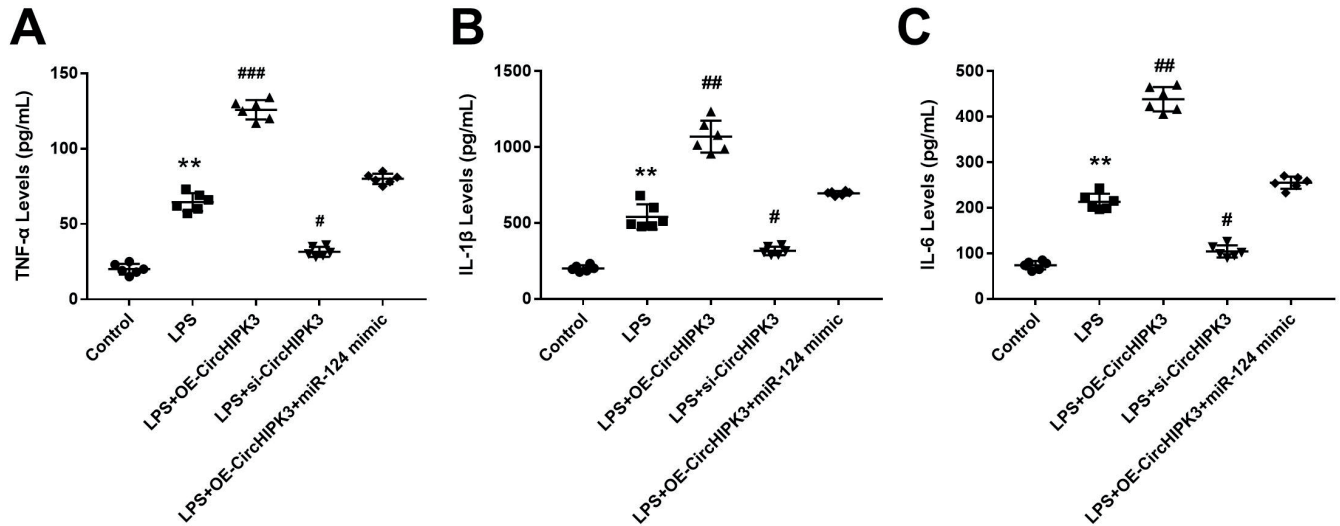 A
TNF-α Levels (pg/mL)
150
100
50
0
**
###
#
Control
LPS
LPS+OE-CircHIPK3
LPS+si-CircHIPK3
LPS+OE-CircHIPK3+miR-124 mimic
B
IL-1β Levels (pg/mL)
1500
1000
500
0
**
##
#
Control
LPS
LPS+OE-CircHIPK3
LPS+si-CircHIPK3
LPS+OE-CircHIPK3+miR-124 mimic
C
IL-6 Levels (pg/mL)
500
400
300
200
100
0
**
##
#
Control
LPS
LPS+OE-CircHIPK3
LPS+si-CircHIPK3
LPS+OE-CircHIPK3+miR-124 mimic